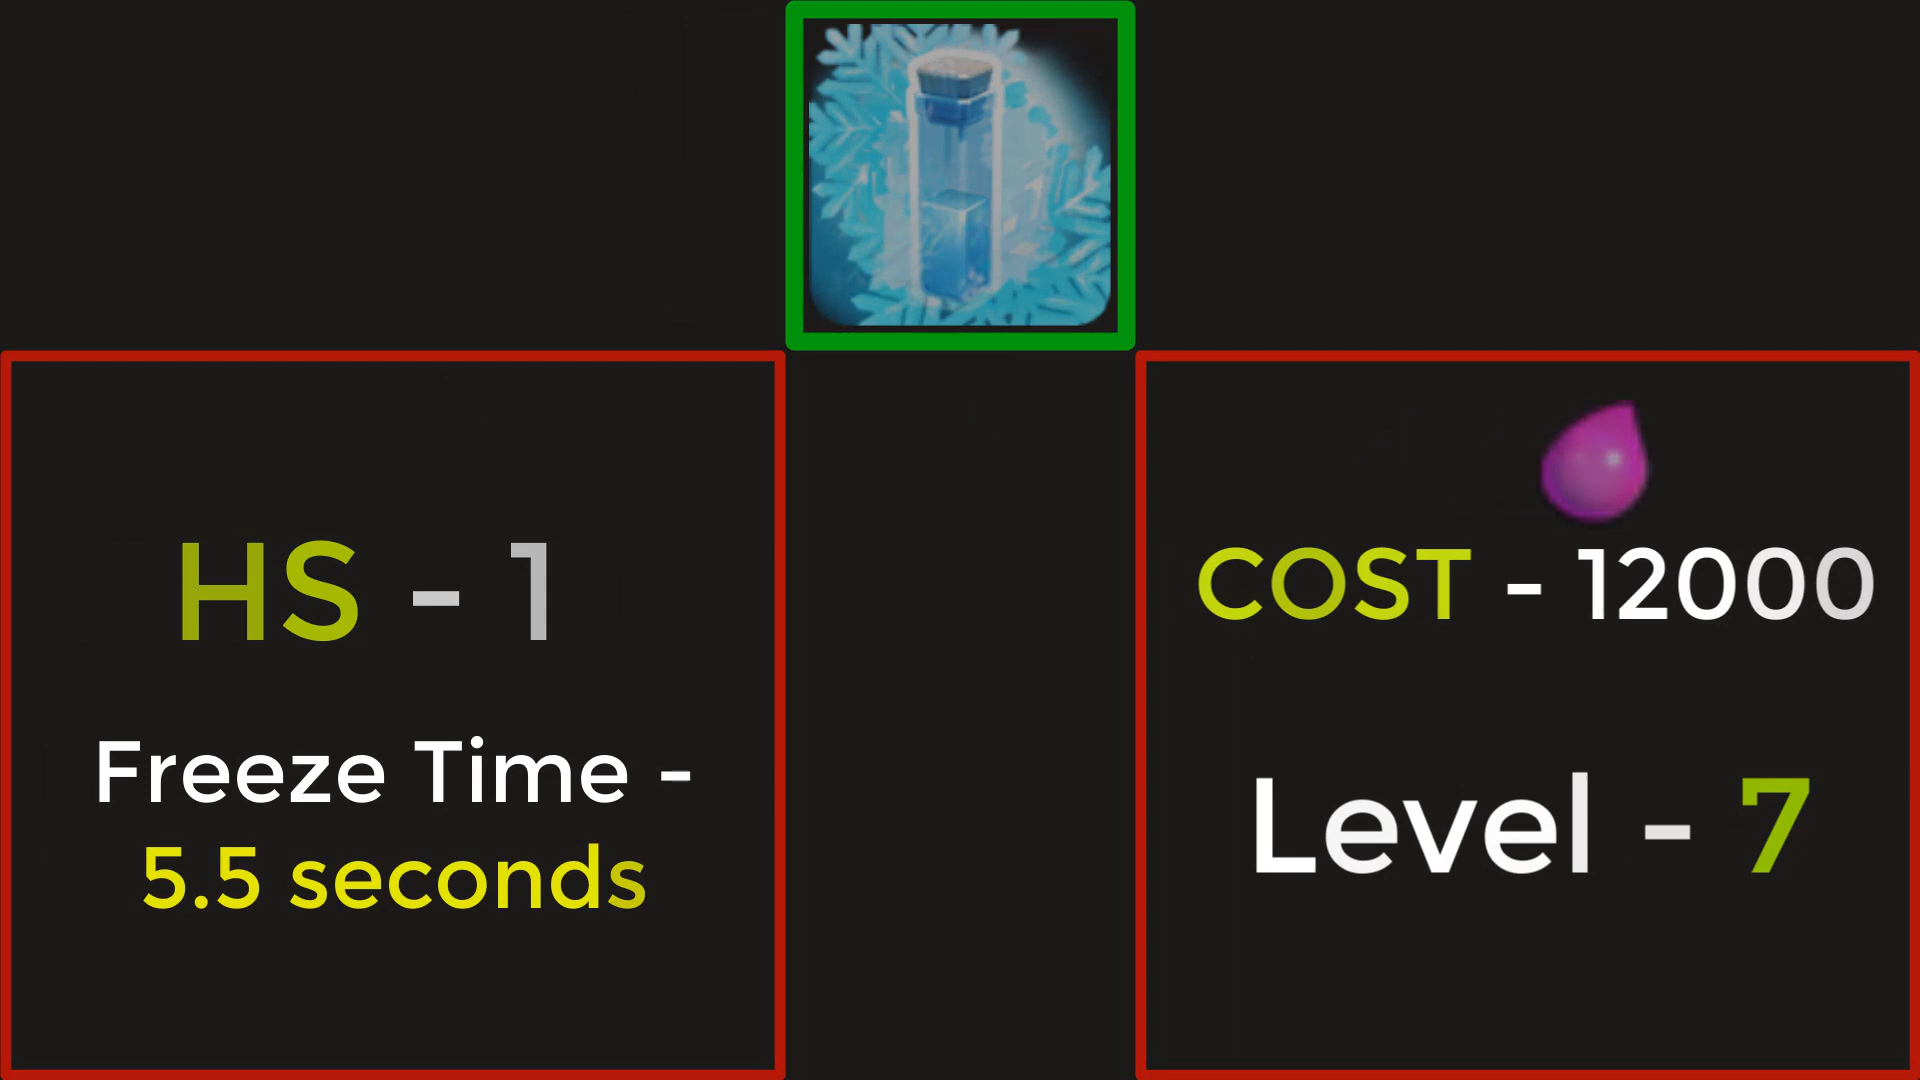 HS - 1
Freeze Time -
5.5 seconds
COST - 12000
Level - 7